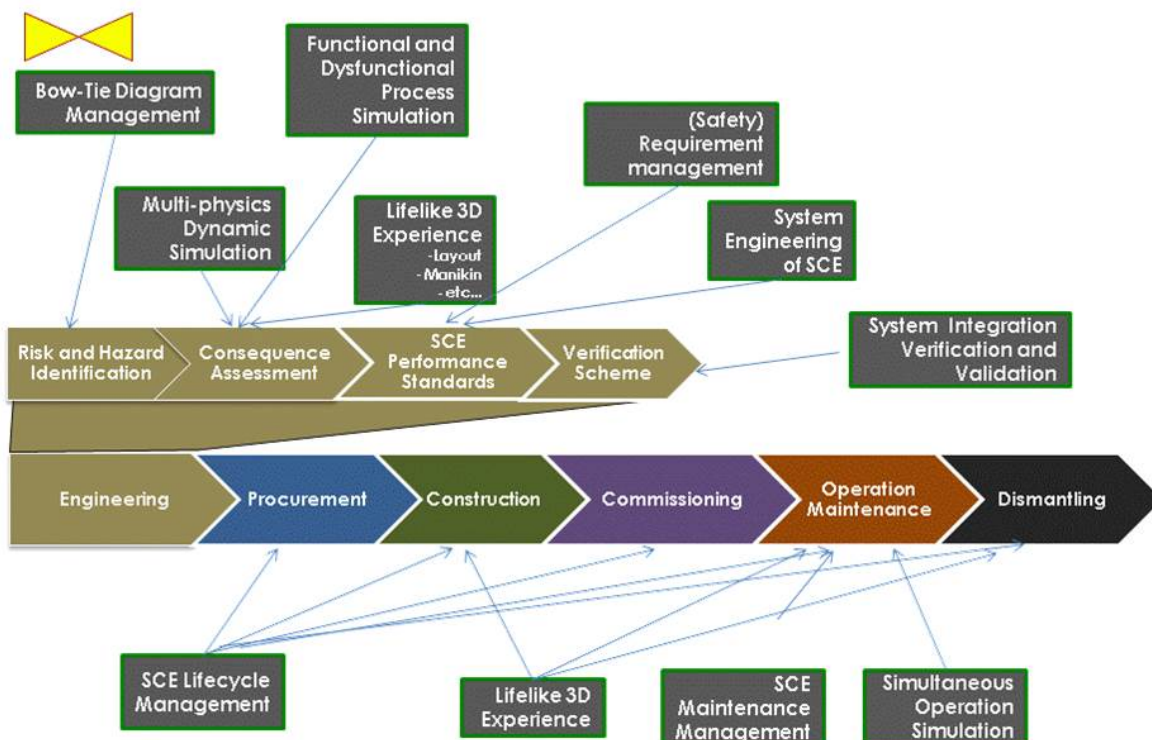 Bow-Tie Diagram
Management
Functional and
Dysfunctional
Process
Simulation
(Safety)
Requirement
management
Multi-physics
Dynamic
Simulation
Lifelike 3D
Experience
-Layout
- Manikin
- etc...
System
Engineering
of SCE
System Integration
Verification and
Validation
Risk and Hazard
Identification
Consequence
Assessment
SCE
Performance
Standards
Verification
Scheme
Engineering
Procurement
Construction
Commissioning
Operation
Maintenance
Dismantling
SCE Lifecycle
Management
Lifelike 3D
Experience
SCE
Maintenance
Management
Simultaneous
Operation
Simulation